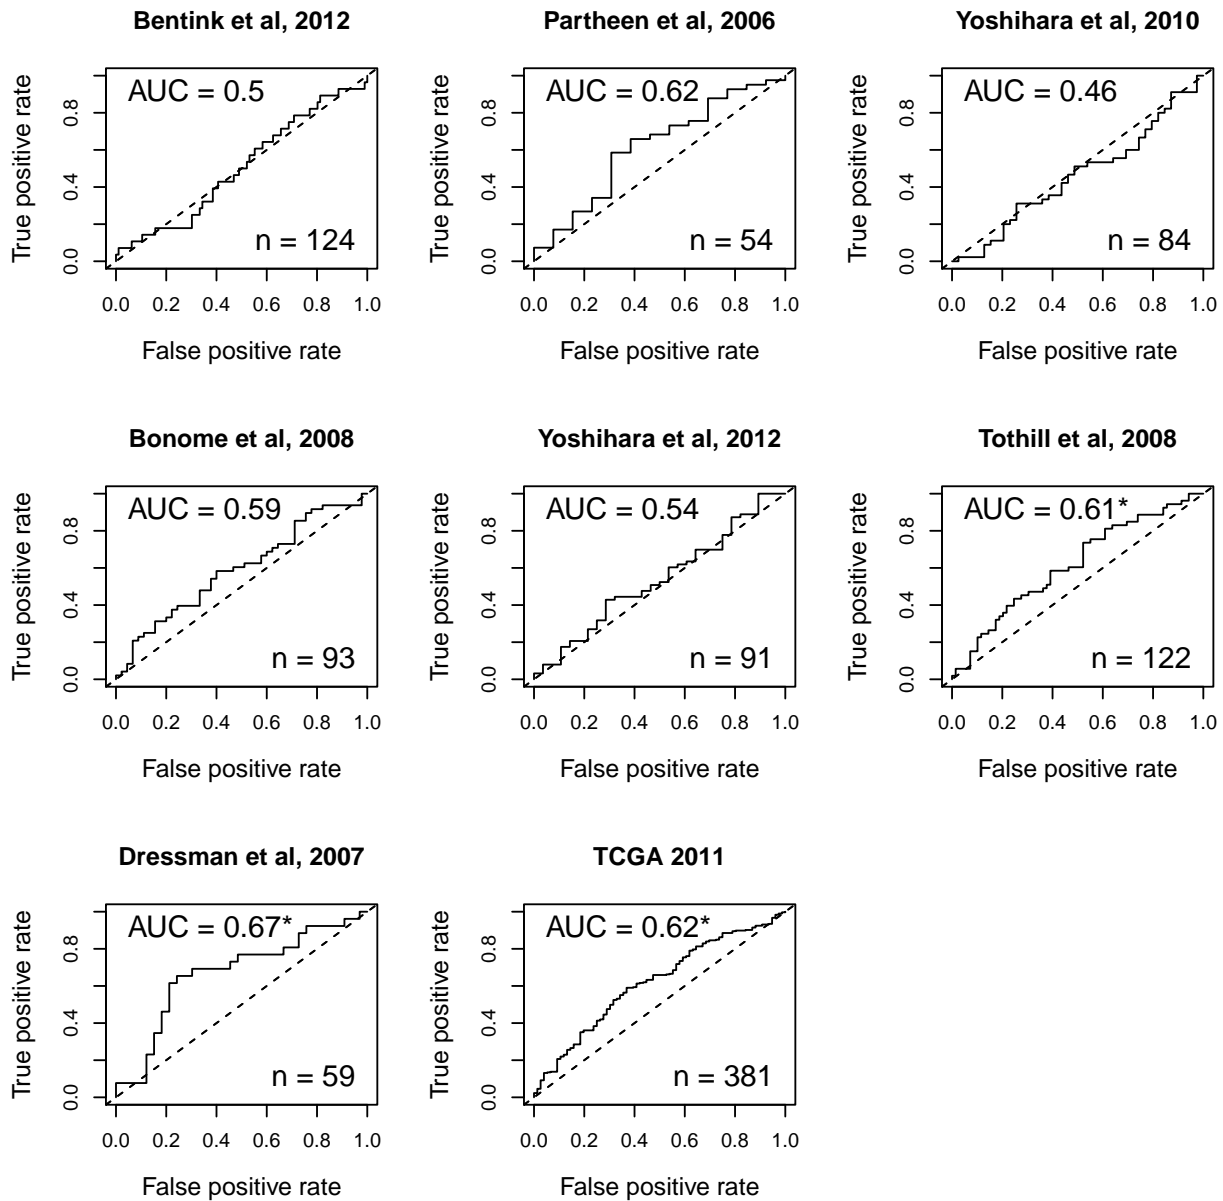 Bentink et al, 2012
AUC = 0.5
n = 124
True positive rate
0.0 0.4 0.8
0.0 0.2 0.4 0.6 0.8 1.0
False positive rate
Partheen et al, 2006
AUC = 0.62
n = 54
True positive rate
0.0 0.4 0.8
0.0 0.2 0.4 0.6 0.8 1.0
False positive rate
Yoshihara et al, 2010
AUC = 0.46
n = 84
True positive rate
0.0 0.4 0.8
0.0 0.2 0.4 0.6 0.8 1.0
False positive rate
Bonome et al, 2008
AUC = 0.59
n = 93
True positive rate
0.0 0.4 0.8
0.0 0.2 0.4 0.6 0.8 1.0
False positive rate
Yoshihara et al, 2012
AUC = 0.54
n = 91
True positive rate
0.0 0.4 0.8
0.0 0.2 0.4 0.6 0.8 1.0
False positive rate
Tothill et al, 2008
AUC = 0.61*
n = 122
True positive rate
0.0 0.4 0.8
0.0 0.2 0.4 0.6 0.8 1.0
False positive rate
Dressman et al, 2007
AUC = 0.67*
n = 59
True positive rate
0.0 0.4 0.8
0.0 0.2 0.4 0.6 0.8 1.0
False positive rate
TCGA 2011
AUC = 0.62*
n = 381
True positive rate
0.0 0.4 0.8
0.0 0.2 0.4 0.6 0.8 1.0
False positive rate